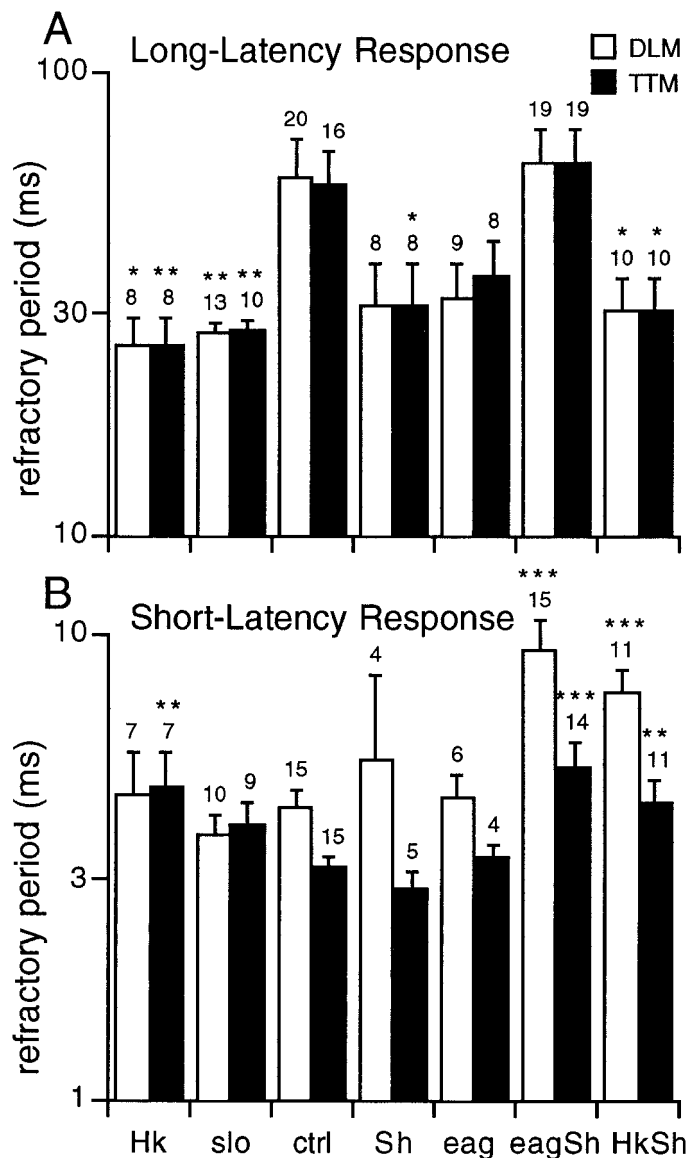 A Long-Latency Response
DLM
TTM
refractory period (ms)
100
30
10
20 16 19 19
8 8 13 10 8 8 9 8 10 10
* ** ** ** * * *
B Short-Latency Response
refractory period (ms)
10
3
1
7 7 10 9 15 15 4 5 6 4 15 14 11 11
** *** *** *** **
Hk slo ctrl Sh eag eagSh HkSh